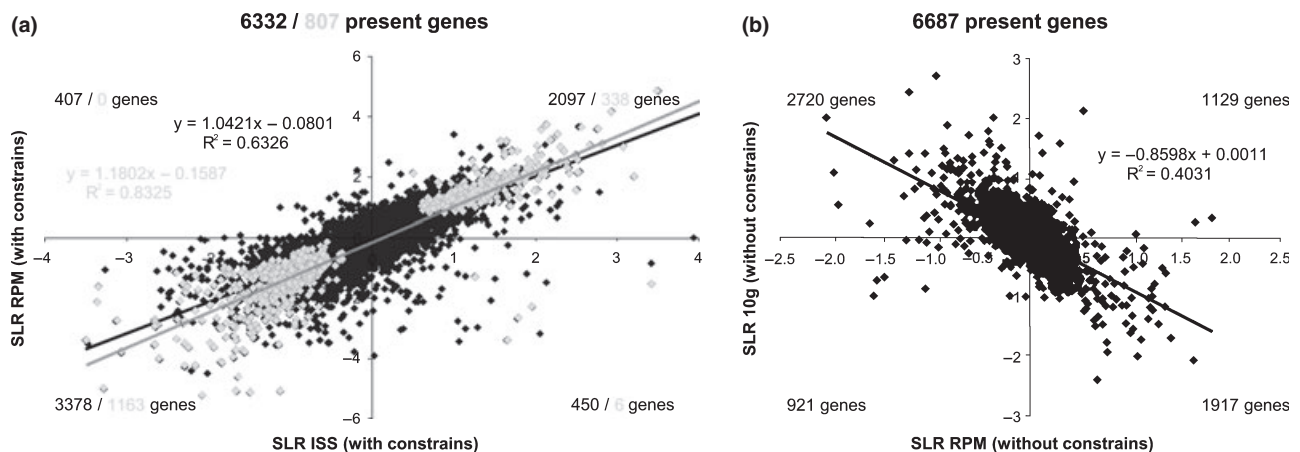 (a)
6332 / 807 present genes
6
407 / 0 genes
2097 / 338 genes
4
y = 1.0421x – 0.0801
R² = 0.6326
y = 1.1802x – 0.1587
R² = 0.8325
2
SLR RPM (with constrains)
0
–4
–3
–2
–1
0
1
2
3
4
–4
3378 / 1163 genes
450 / 6 genes
–6
SLR ISS (with constrains)
(b)
6687 present genes
3
2720 genes
1129 genes
2
y = –0.8598x + 0.0011
R² = 0.4031
1
SLR 10g (without constrains)
–2.5
–2.0
–1.5
–1.0
–0.5
0.0
0.5
1.0
1.5
2.0
2.5
1
–2
921 genes
1917 genes
–3
SLR RPM (without constrains)